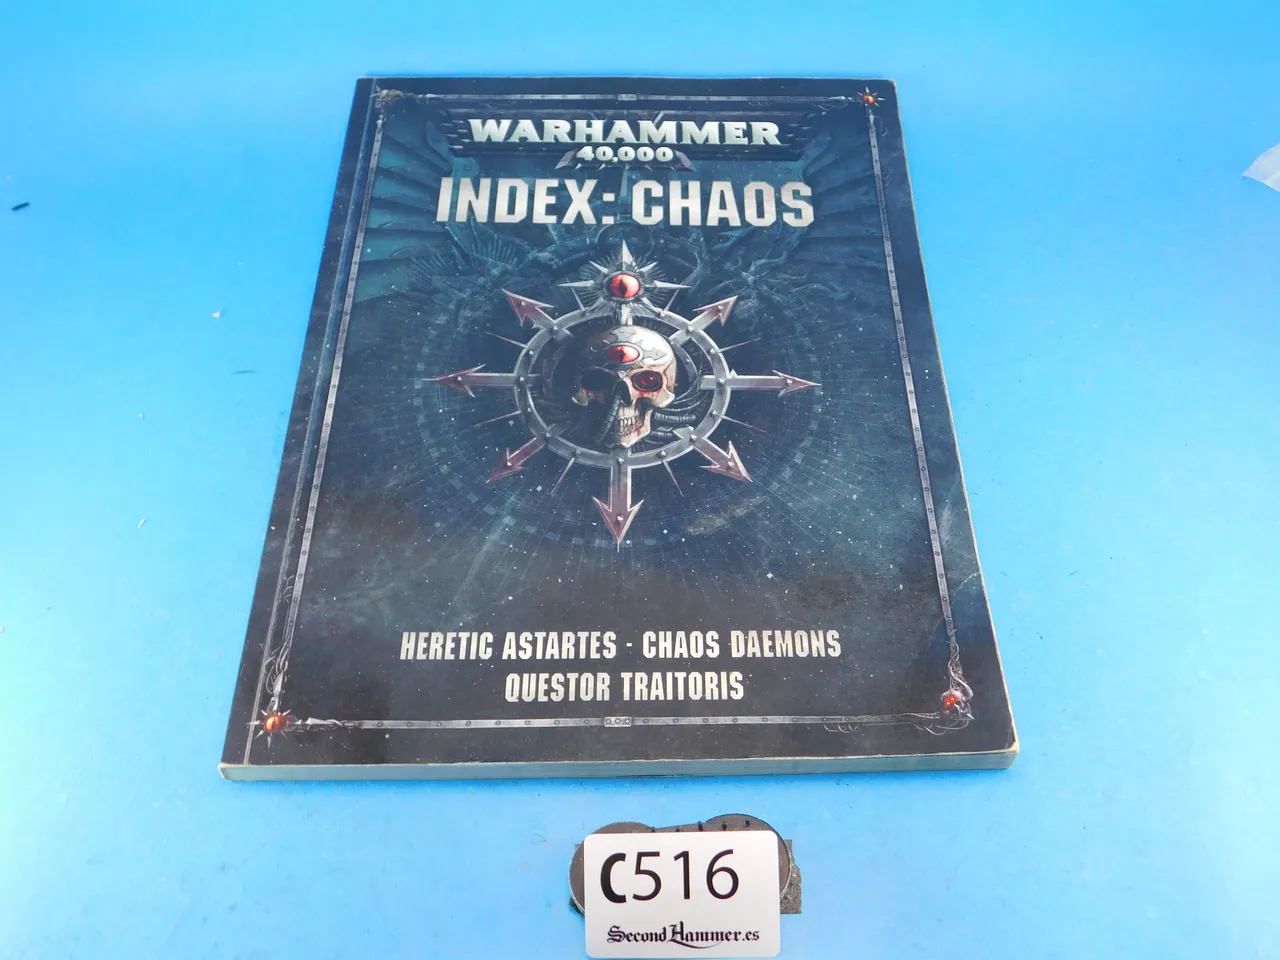 WARHAMMER
40,000
INDEX: CHAOS
HERETIC ASTARTES · CHAOS DAEMONS
QUESTOR TRAITORIS
C516
SecondHammer.es